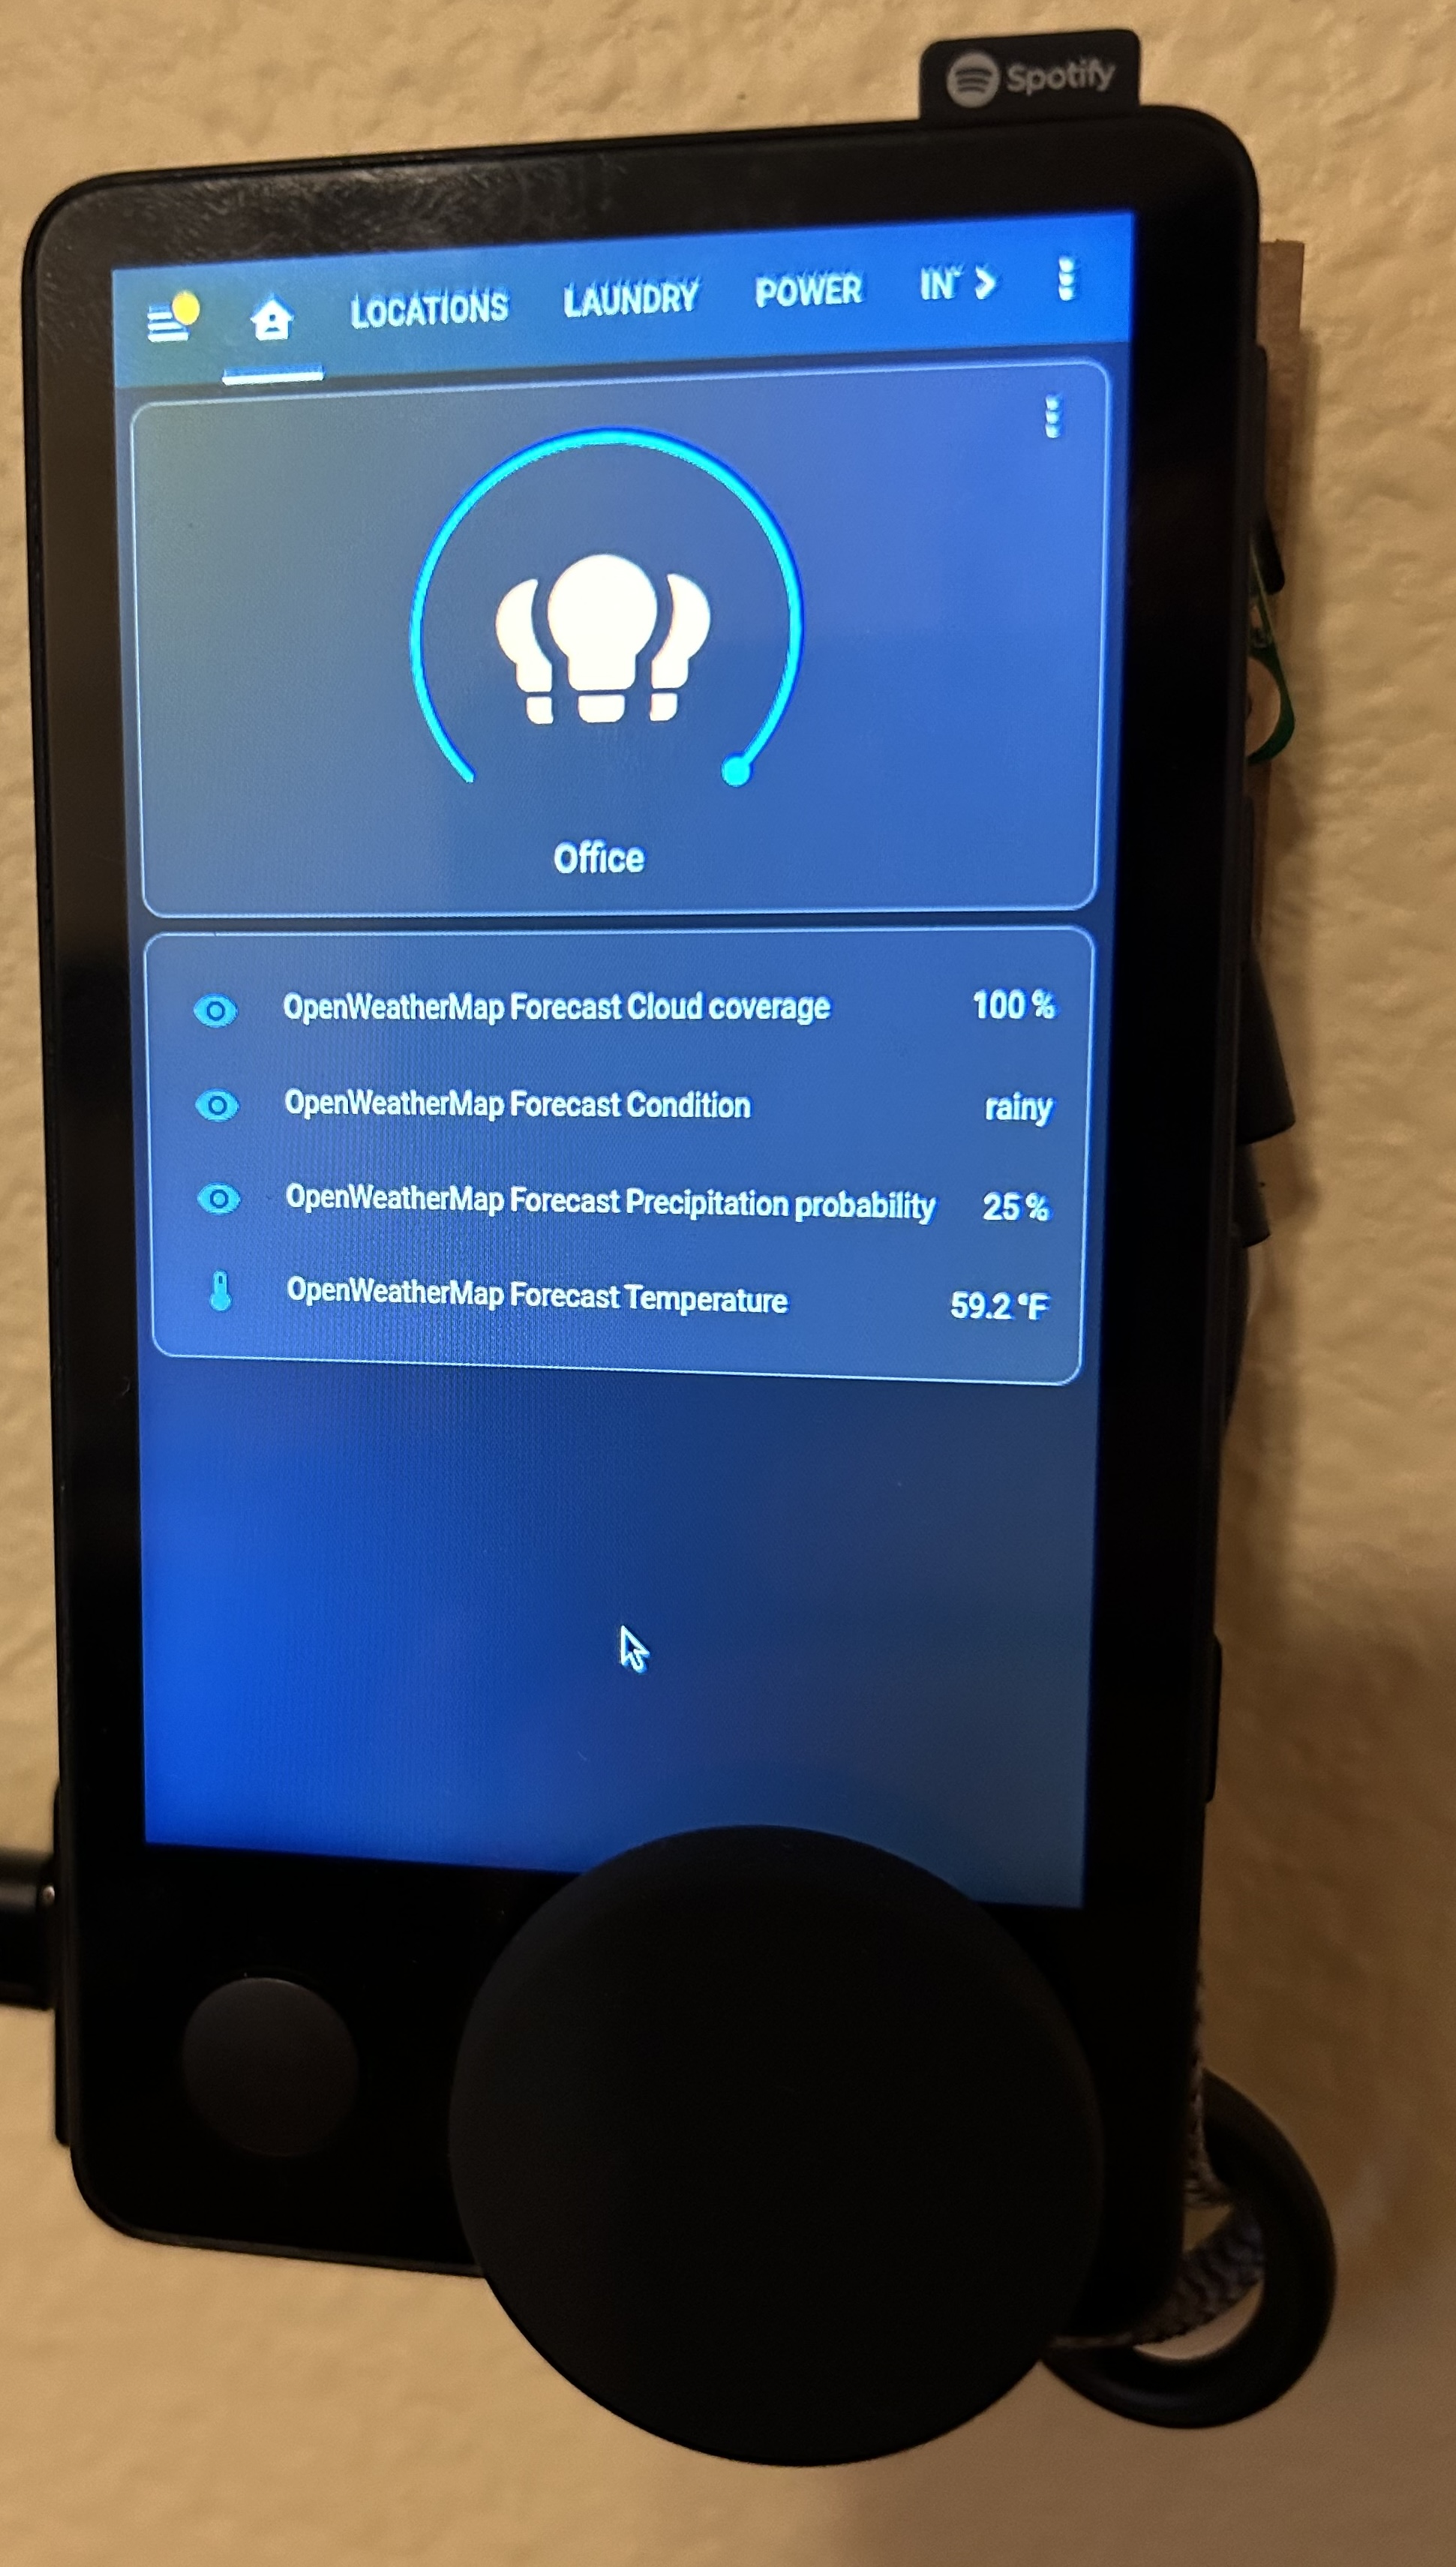 Spotify
LOCATIONS LAUNDRY POWER
Office
OpenWeatherMap Forecast Cloud coverage 100 %
OpenWeatherMap Forecast Condition rainy
OpenWeatherMap Forecast Precipitation probability 25 %
OpenWeatherMap Forecast Temperature 59.2 °F